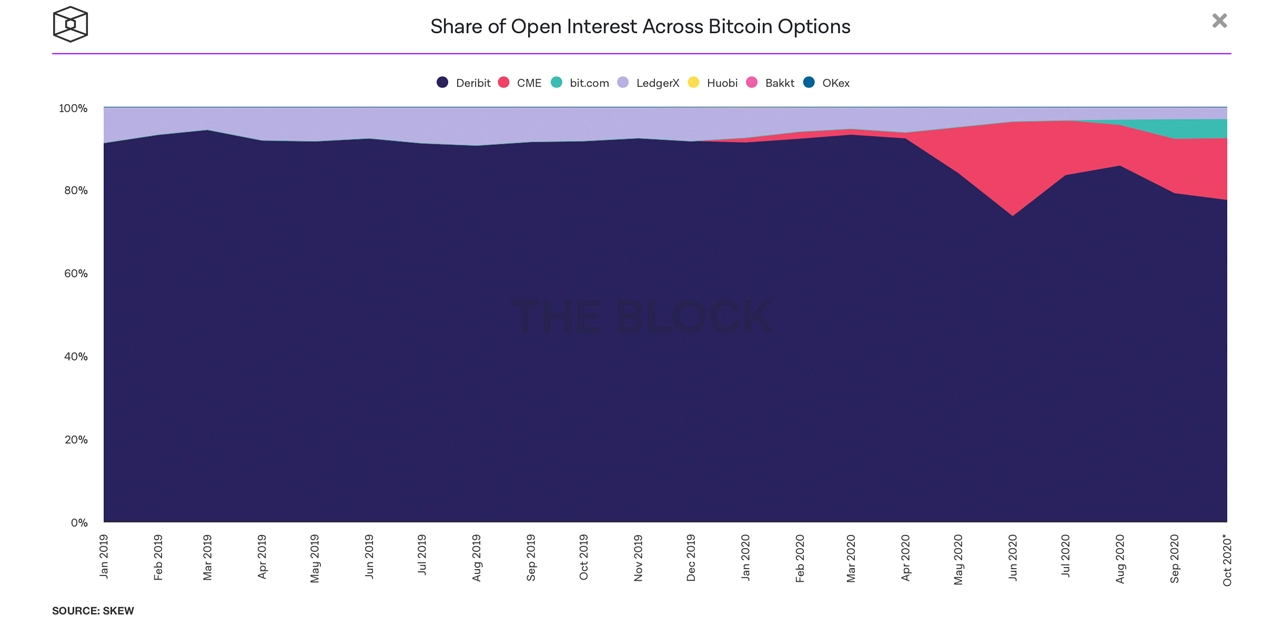 Share of Open Interest Across Bitcoin Options
Deribit CME bit.com LedgerX Huobi Bakkt OKex
100%
80%
60%
40%
20%
0%
THE BLOCK
Jan 2019 Feb 2019 Mar 2019 Apr 2019 May 2019 Jun 2019 Jul 2019 Aug 2019 Sep 2019 Oct 2019 Nov 2019 Dec 2019 Jan 2020 Feb 2020 Mar 2020 Apr 2020 May 2020 Jun 2020 Jul 2020 Aug 2020 Sep 2020 Oct 2020*
SOURCE: SKEW